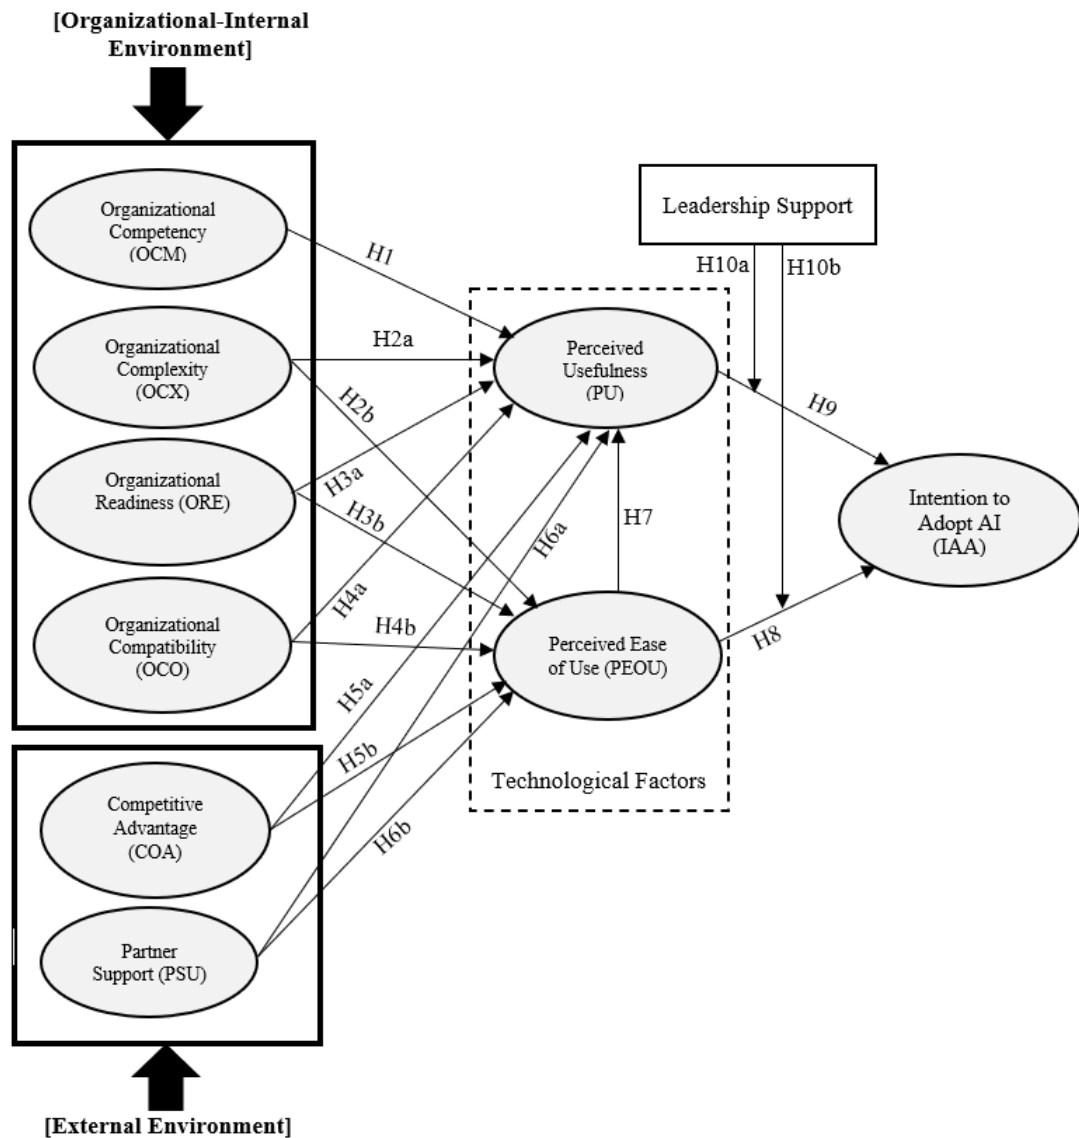 [Organizational-Internal
Environment]
Organizational
Competency
(OCM)
Organizational
Complexity
(OCX)
Organizational
Readiness (ORE)
Organizational
Compatibility
(OCO)
Competitive
Advantage
(COA)
Partner
Support (PSU)
[External Environment]
H1
H2a
H2b
H3a
H3b
H4a
H4b
H5a
H5b
H6a
H6b
Perceived
Usefulness
(PU)
H7
Perceived Ease
of Use (PEOU)
Technological Factors
Leadership Support
H10a
H10b
H9
H8
Intention to
Adopt AI
(IAA)